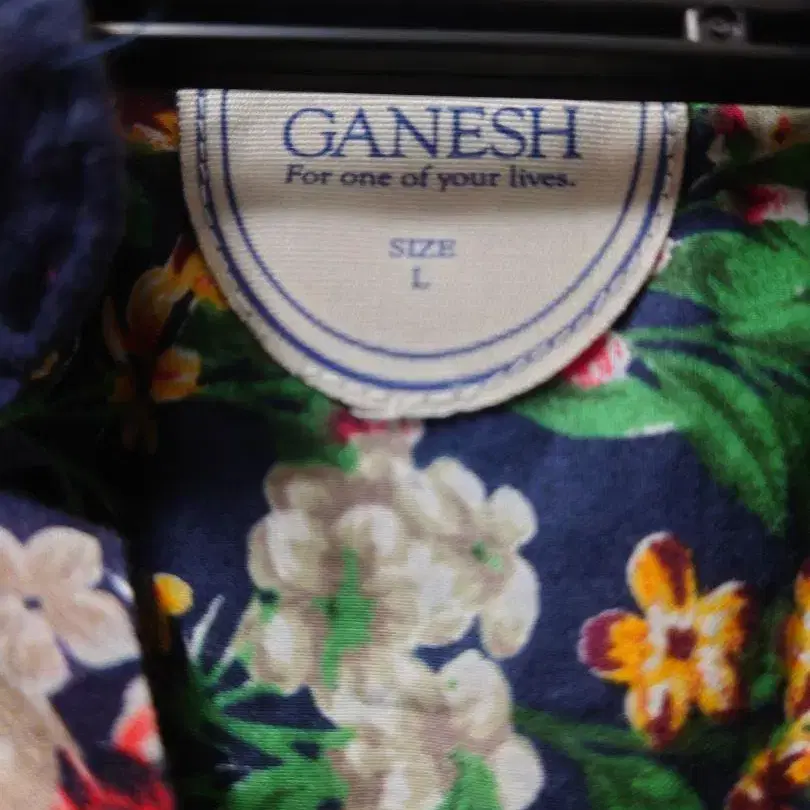 GANESH
For one of your lives.
SIZE
L